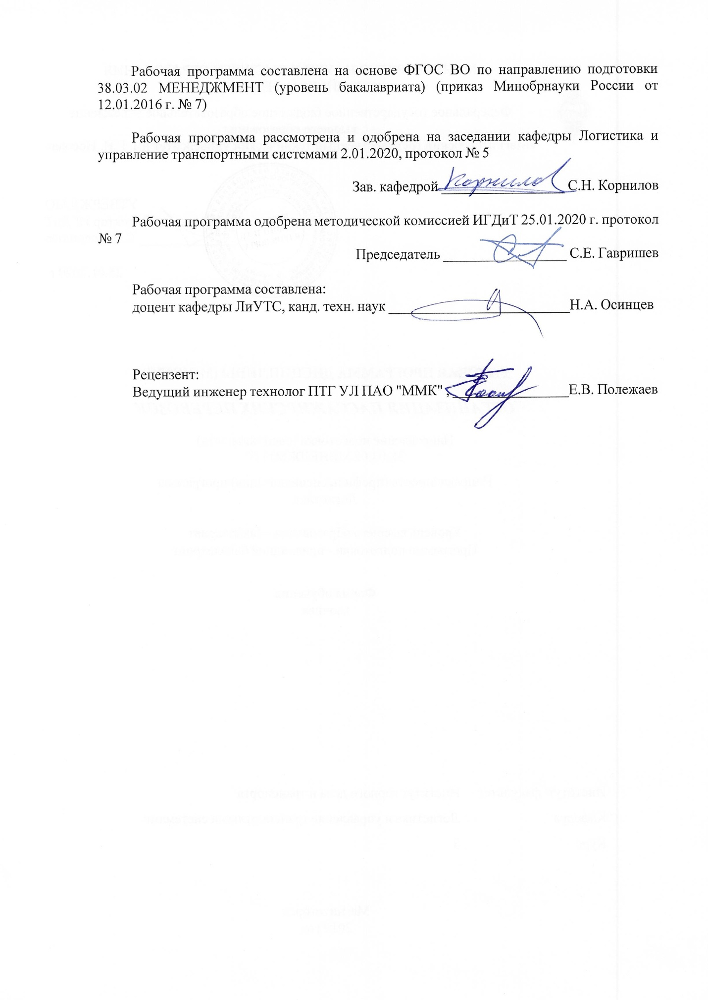 Рабочая программа составлена на основе ФГОС ВО по направлению подготовки
38.03.02 МЕНЕДЖМЕНТ (уровень бакалавриата) (приказ Минобрнауки России от
12.01.2016 г. № 7)
Рабочая программа рассмотрена и одобрена на заседании кафедры Логистика и
управление транспортными системами 2.01.2020, протокол № 5
Зав. кафедрой Корнилов С.Н. Корнилов
Рабочая программа одобрена методической комиссией ИГДиТ 25.01.2020 г. протокол
№ 7
Председатель С.Е. Гавришев
Рабочая программа составлена:
доцент кафедры ЛиУТС, канд. техн. наук Н.А. Осинцев
Рецензент:
Ведущий инженер технолог ПТГ УЛ ПАО "ММК" , Е.В. Полежаев